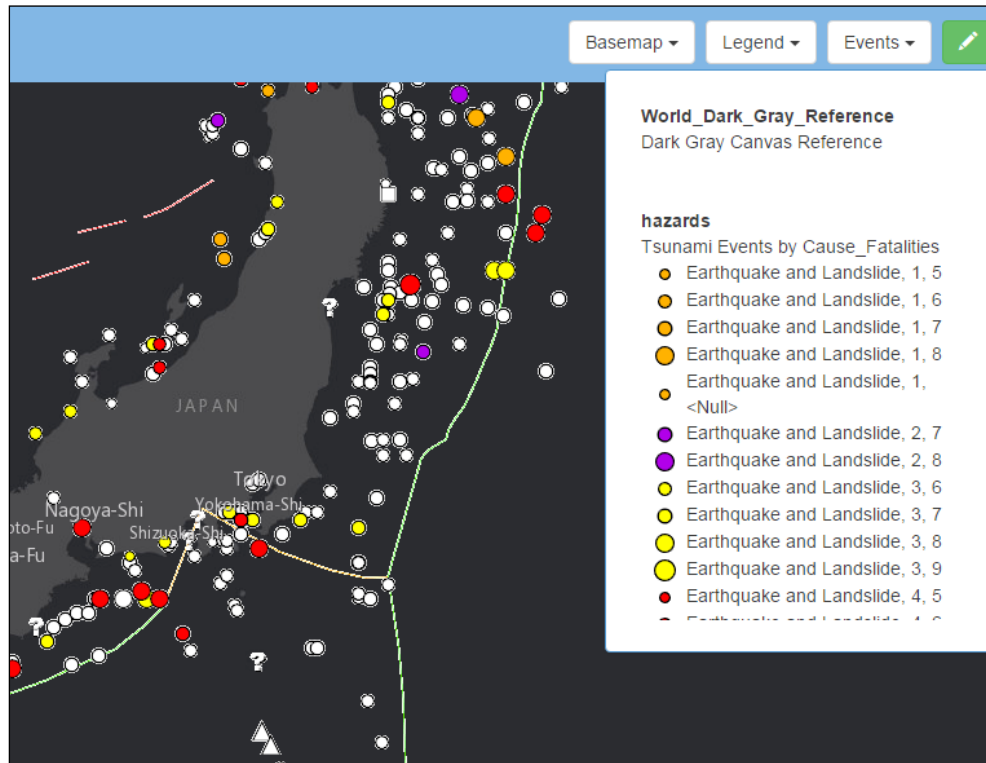 Basemap
Legend
Events
World_Dark_Gray_Reference
Dark Gray Canvas Reference
hazards
Tsunami Events by Cause_Fatalities
Earthquake and Landslide, 1, 5
Earthquake and Landslide, 1, 6
Earthquake and Landslide, 1, 7
Earthquake and Landslide, 1, 8
Earthquake and Landslide, 1,
<Null>
Earthquake and Landslide, 2, 7
Earthquake and Landslide, 2, 8
Earthquake and Landslide, 3, 6
Earthquake and Landslide, 3, 7
Earthquake and Landslide, 3, 8
Earthquake and Landslide, 3, 9
Earthquake and Landslide, 4, 5
JAPAN
?
Tokyo
Yokohama-Shi
Nagoya-Shi
?
Shizuoka-Shi
oto-Fu
a-Fu
?
?